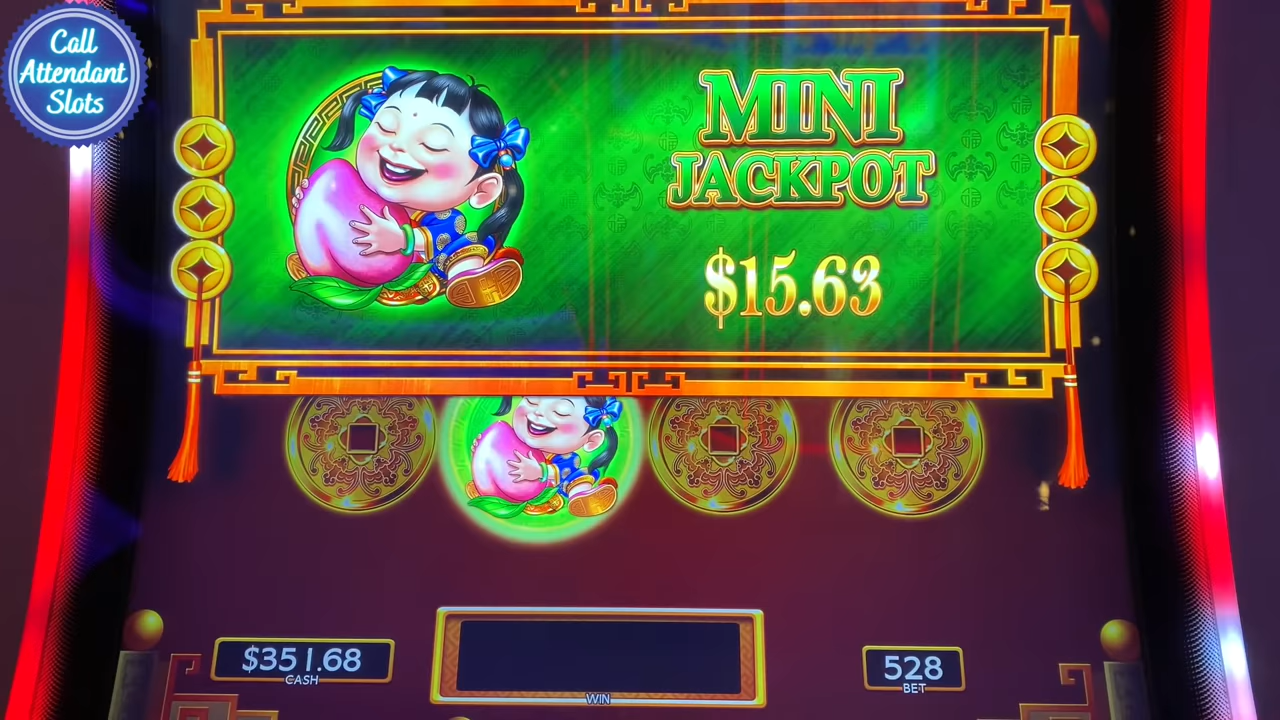 Call
Attendant
Slots
MINI
JACKPOT
$15.63
$351.68
CASH
WIN
528
BET